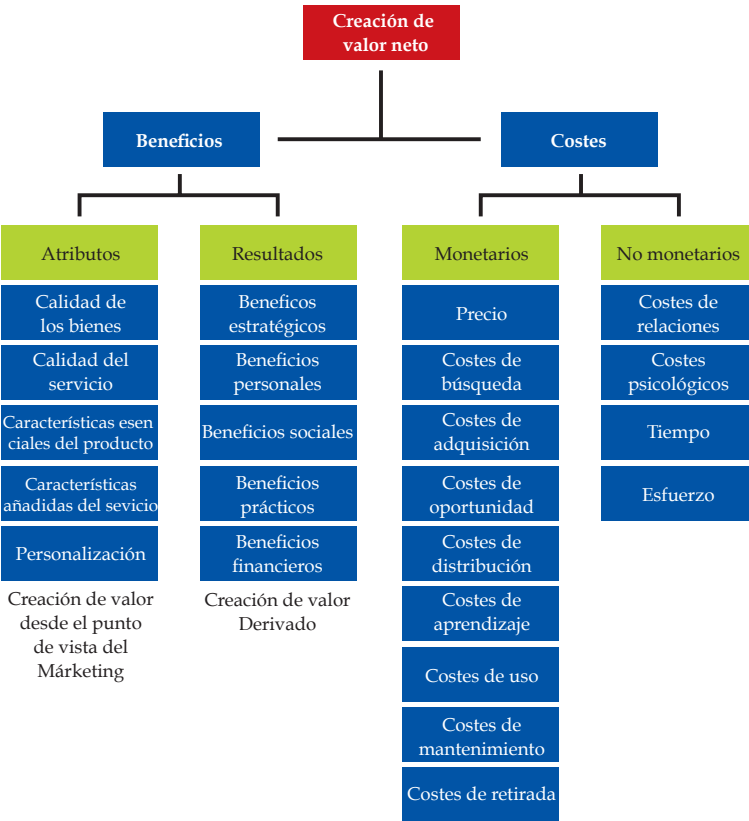 Creación de
valor neto
Beneficios
Costes
Atributos
Calidad de
los bienes
Calidad del
servicio
Características esen
ciales del producto
Características
añadidas del sevicio
Personalización
Creación de valor
desde el punto
de vista del
Márketing
Resultados
Beneficos
estratégicos
Beneficios
personales
Beneficios sociales
Beneficios
prácticos
Beneficios
financieros
Creación de valor
Derivado
Monetarios
Precio
Costes de
búsqueda
Costes de
adquisición
Costes de
oportunidad
Costes de
distribución
Costes de
aprendizaje
Costes de uso
Costes de
mantenimiento
Costes de retirada
No monetarios
Costes de
relaciones
Costes
psicológicos
Tiempo
Esfuerzo